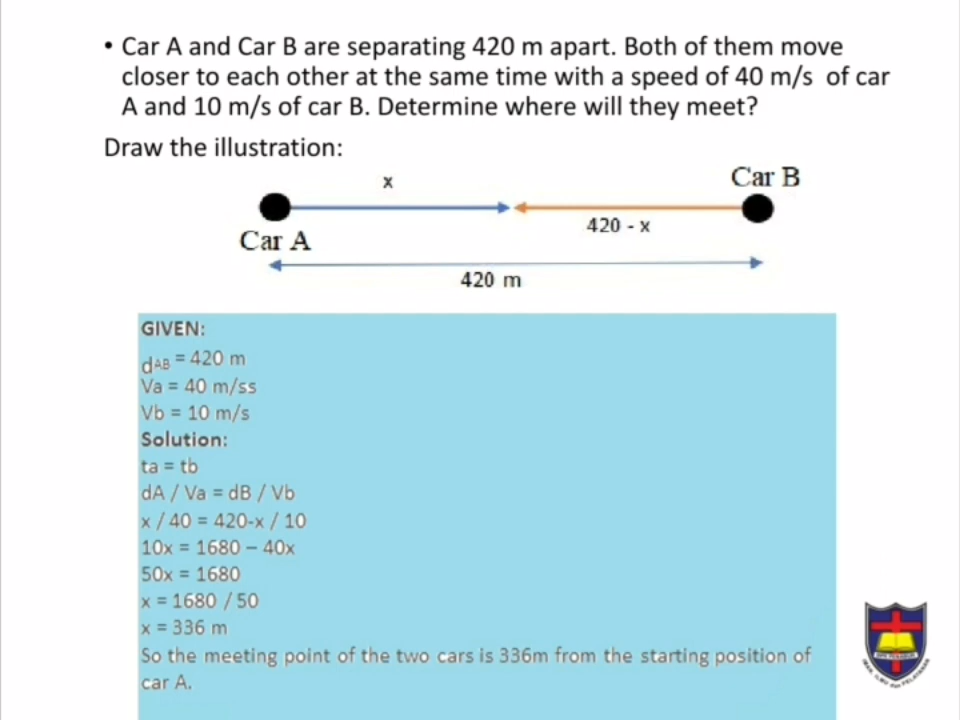 • Car A and Car B are separating 420 m apart. Both of them move
closer to each other at the same time with a speed of 40 m/s of car
A and 10 m/s of car B. Determine where will they meet?
Draw the illustration:
x
Car B
420 - x
Car A
420 m
GIVEN:
dAB = 420 m
Va = 40 m/ss
Vb = 10 m/s
Solution:
ta = tb
dA / Va = dB / Vb
x / 40 = 420-x / 10
10x = 1680 – 40x
50x = 1680
x = 1680 / 50
x = 336 m
So the meeting point of the two cars is 336m from the starting position of
car A.